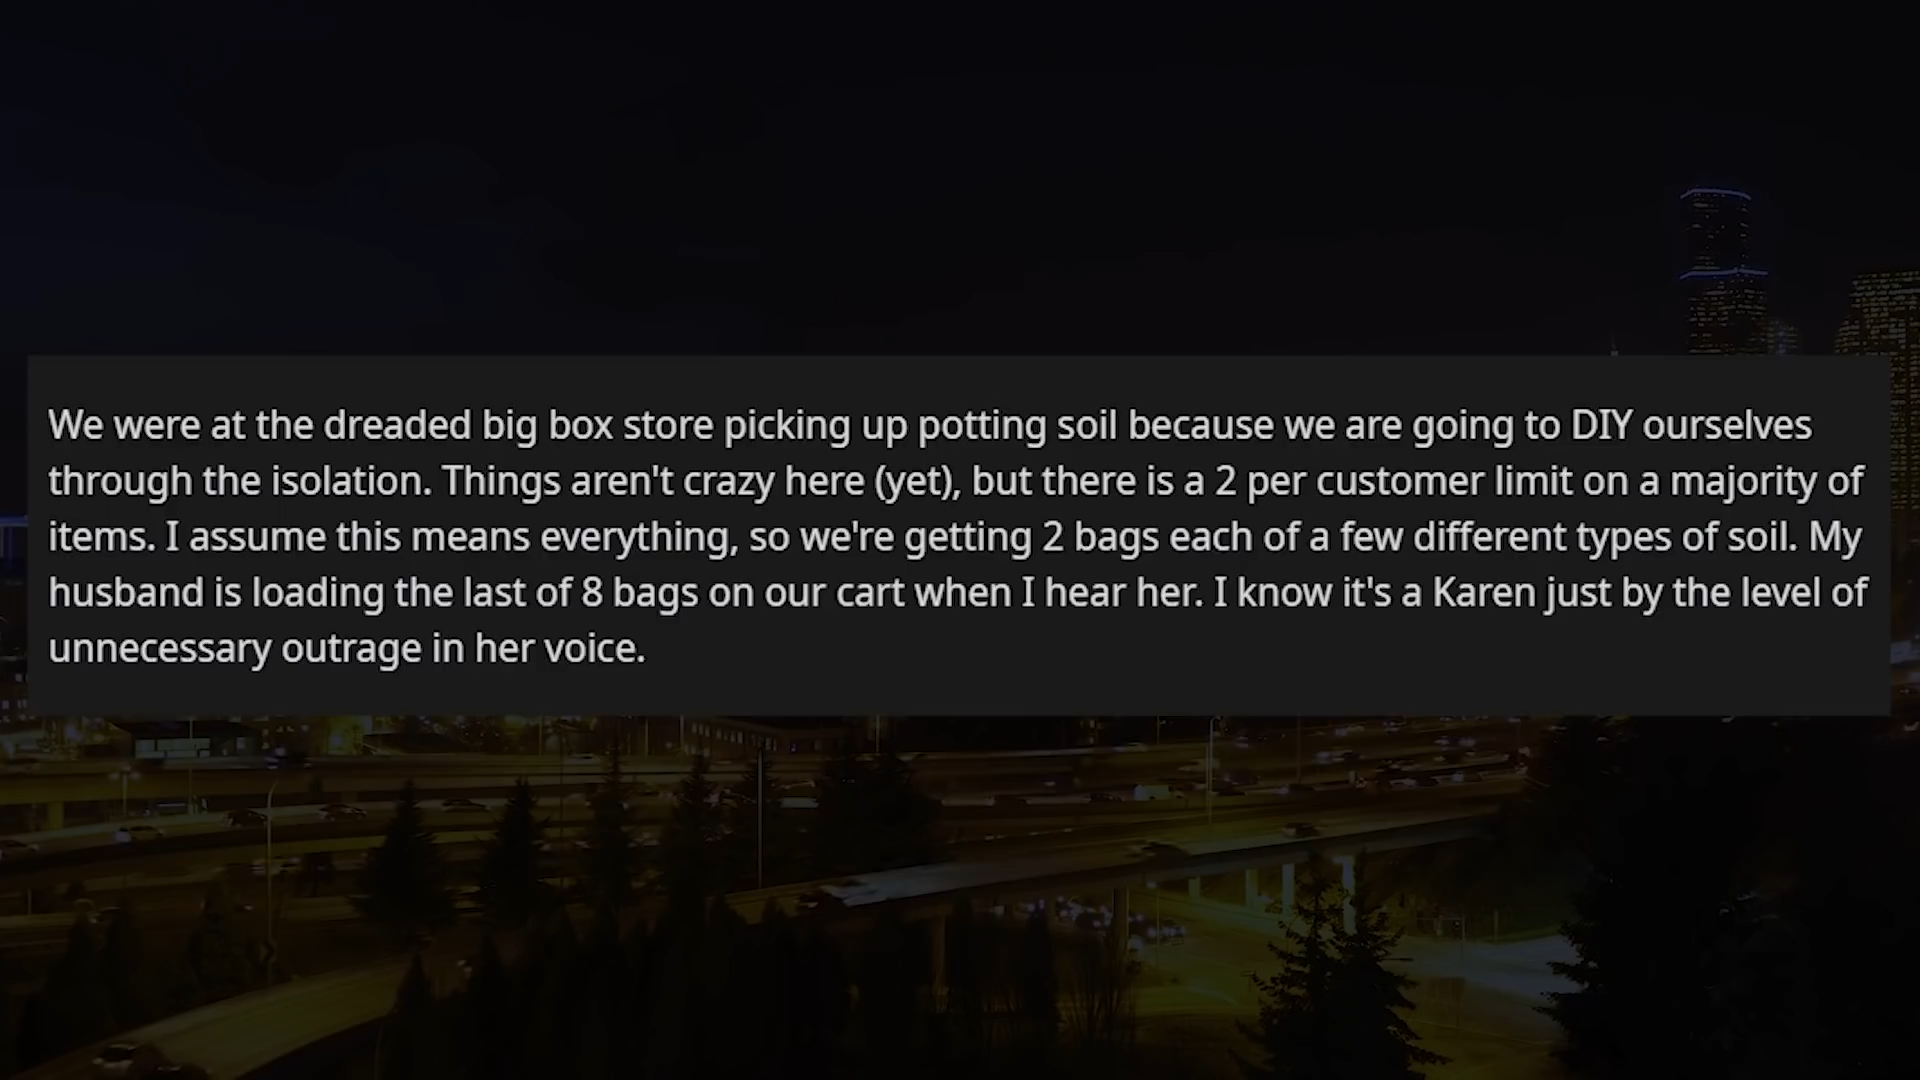 We were at the dreaded big box store picking up potting soil because we are going to DIY ourselves
through the isolation. Things aren't crazy here (yet), but there is a 2 per customer limit on a majority of
items. I assume this means everything, so we're getting 2 bags each of a few different types of soil. My
husband is loading the last of 8 bags on our cart when I hear her. I know it's a Karen just by the level of
unnecessary outrage in her voice.